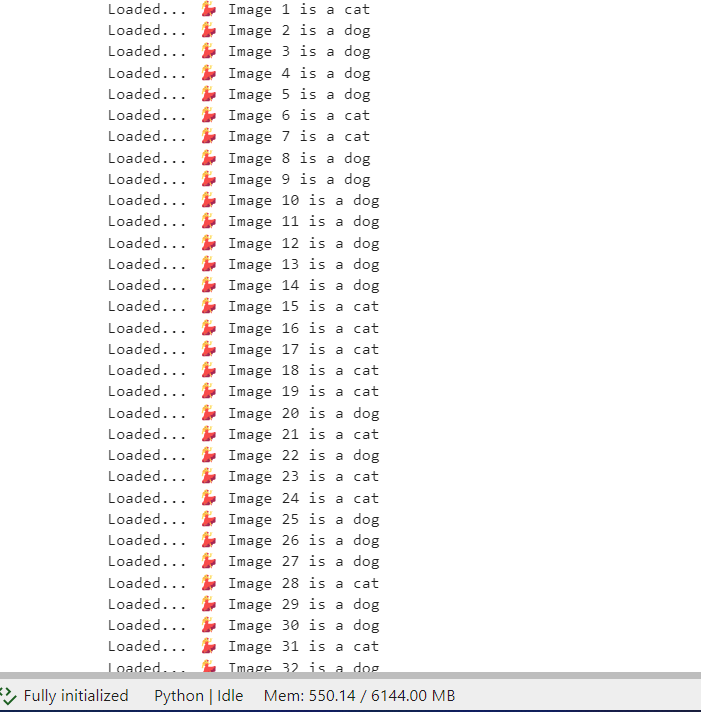 Loaded... 💃 Image 1 is a cat
Loaded... 💃 Image 2 is a dog
Loaded... 💃 Image 3 is a dog
Loaded... 💃 Image 4 is a dog
Loaded... 💃 Image 5 is a dog
Loaded... 💃 Image 6 is a cat
Loaded... 💃 Image 7 is a cat
Loaded... 💃 Image 8 is a dog
Loaded... 💃 Image 9 is a dog
Loaded... 💃 Image 10 is a dog
Loaded... 💃 Image 11 is a dog
Loaded... 💃 Image 12 is a dog
Loaded... 💃 Image 13 is a dog
Loaded... 💃 Image 14 is a dog
Loaded... 💃 Image 15 is a cat
Loaded... 💃 Image 16 is a cat
Loaded... 💃 Image 17 is a cat
Loaded... 💃 Image 18 is a cat
Loaded... 💃 Image 19 is a cat
Loaded... 💃 Image 20 is a dog
Loaded... 💃 Image 21 is a cat
Loaded... 💃 Image 22 is a dog
Loaded... 💃 Image 23 is a cat
Loaded... 💃 Image 24 is a cat
Loaded... 💃 Image 25 is a dog
Loaded... 💃 Image 26 is a dog
Loaded... 💃 Image 27 is a dog
Loaded... 💃 Image 28 is a cat
Loaded... 💃 Image 29 is a dog
Loaded... 💃 Image 30 is a dog
Loaded... 💃 Image 31 is a cat
Loaded... 💃 Image 32 is a dog
Fully initialized Python | Idle Mem: 550.14 / 6144.00 MB